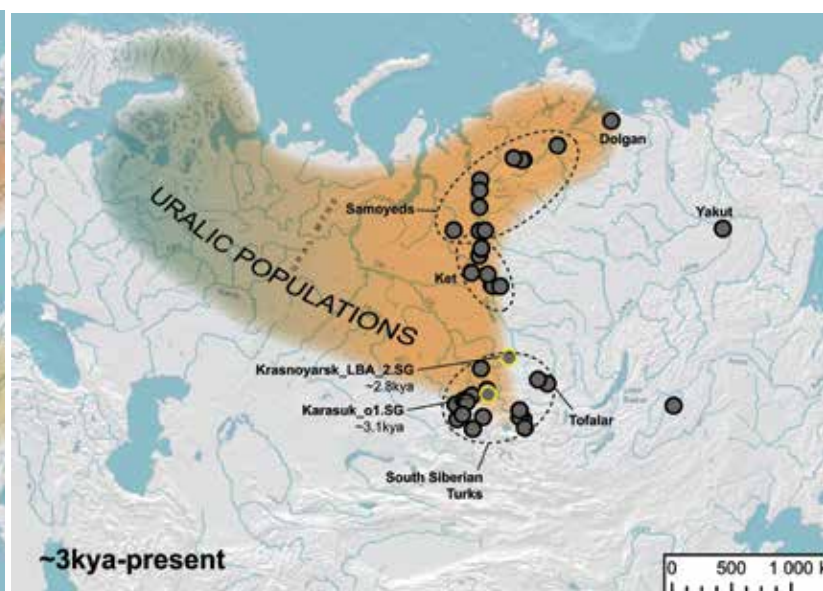 Dolgan
Samoyeds
Yakut
URALIC POPULATIONS
Ket
Krasnoyarsk_LBA_2.SG
~2.8kya
Karasuk_o1.SG
~3.1kya
Tofalar
South Siberian
Turks
~3kya-present
0 500 1 000 k